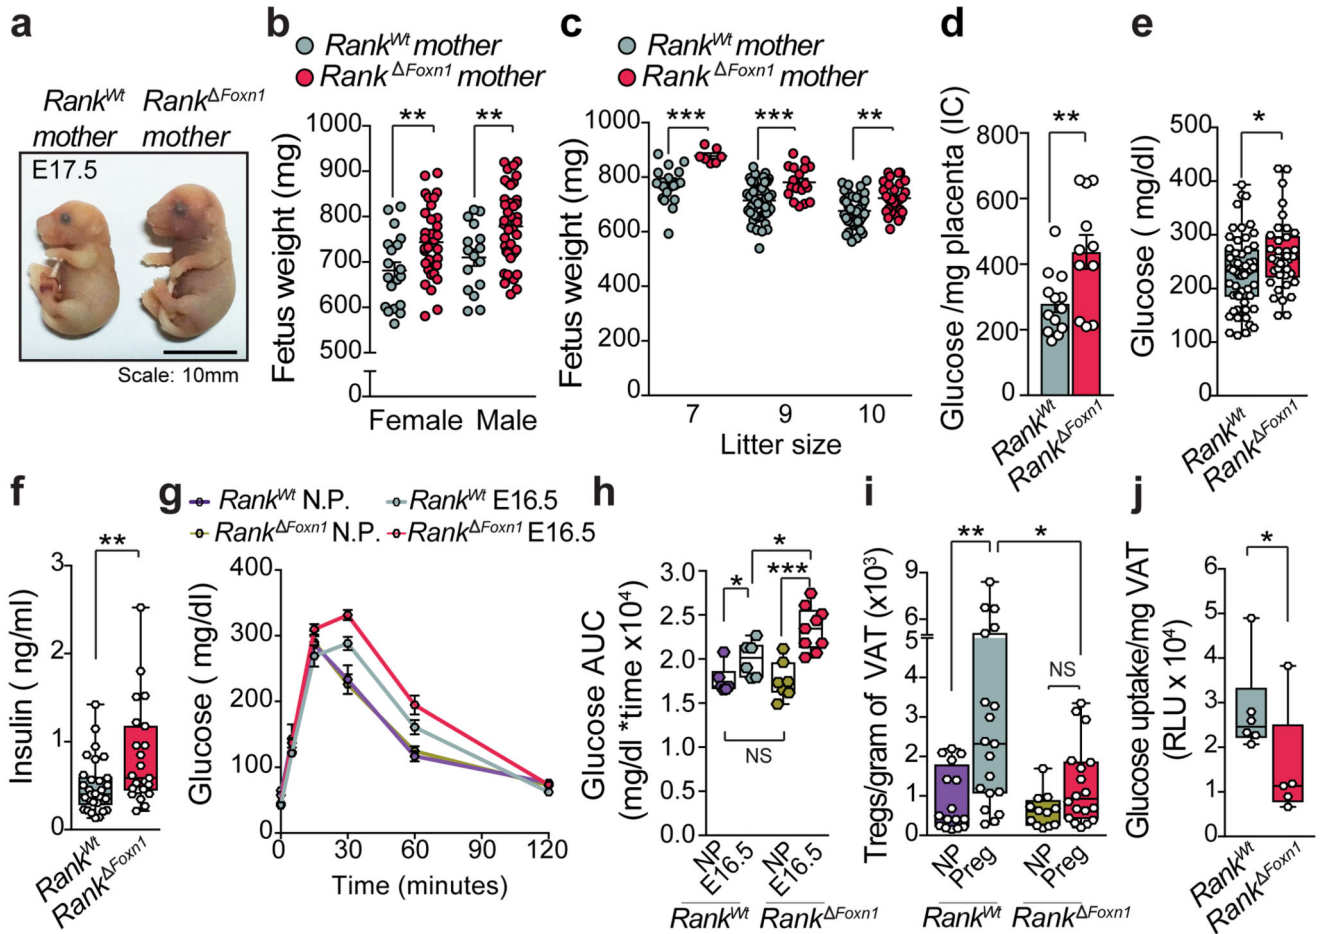 a
Rank^Wt mother
Rank^ΔFoxn1 mother
E17.5
Scale: 10mm
b
Rank^Wt mother
Rank^ΔFoxn1 mother
Fetus weight (mg)
1000
900
800
700
600
500
0
**
**
Female
Male
c
Rank^Wt mother
Rank^ΔFoxn1 mother
Fetus weight (mg)
1000
800
600
400
200
0
***
***
**
7
9
10
Litter size
d
Glucose /mg placenta (IC)
800
600
400
200
0
**
Rank^Wt
Rank^ΔFoxn1
e
Glucose ( mg/dl)
500
400
300
200
100
0
*
Rank^Wt
Rank^ΔFoxn1
f
Insulin ( ng/ml)
3
2
1
0
**
Rank^Wt
Rank^ΔFoxn1
g
Rank^Wt N.P.
Rank^Wt E16.5
Rank^ΔFoxn1 N.P.
Rank^ΔFoxn1 E16.5
Glucose ( mg/dl)
400
300
200
100
0
0
30
60
90
120
Time (minutes)
h
Glucose AUC
(mg/dl *time x10^4)
3.0
2.5
2.0
1.5
1.0
0.5
0.0
*
*
***
NS
NP
E16.5
NP
E16.5
Rank^Wt
Rank^ΔFoxn1
i
Tregs/gram of VAT (x10^3)
9
6
5
3
2
1
0
**
*
NS
NP
Preg
NP
Preg
Rank^Wt
Rank^ΔFoxn1
j
Glucose uptake/mg VAT
(RLU x 10^4)
6
5
3
2
1
0
*
Rank^Wt
Rank^ΔFoxn1